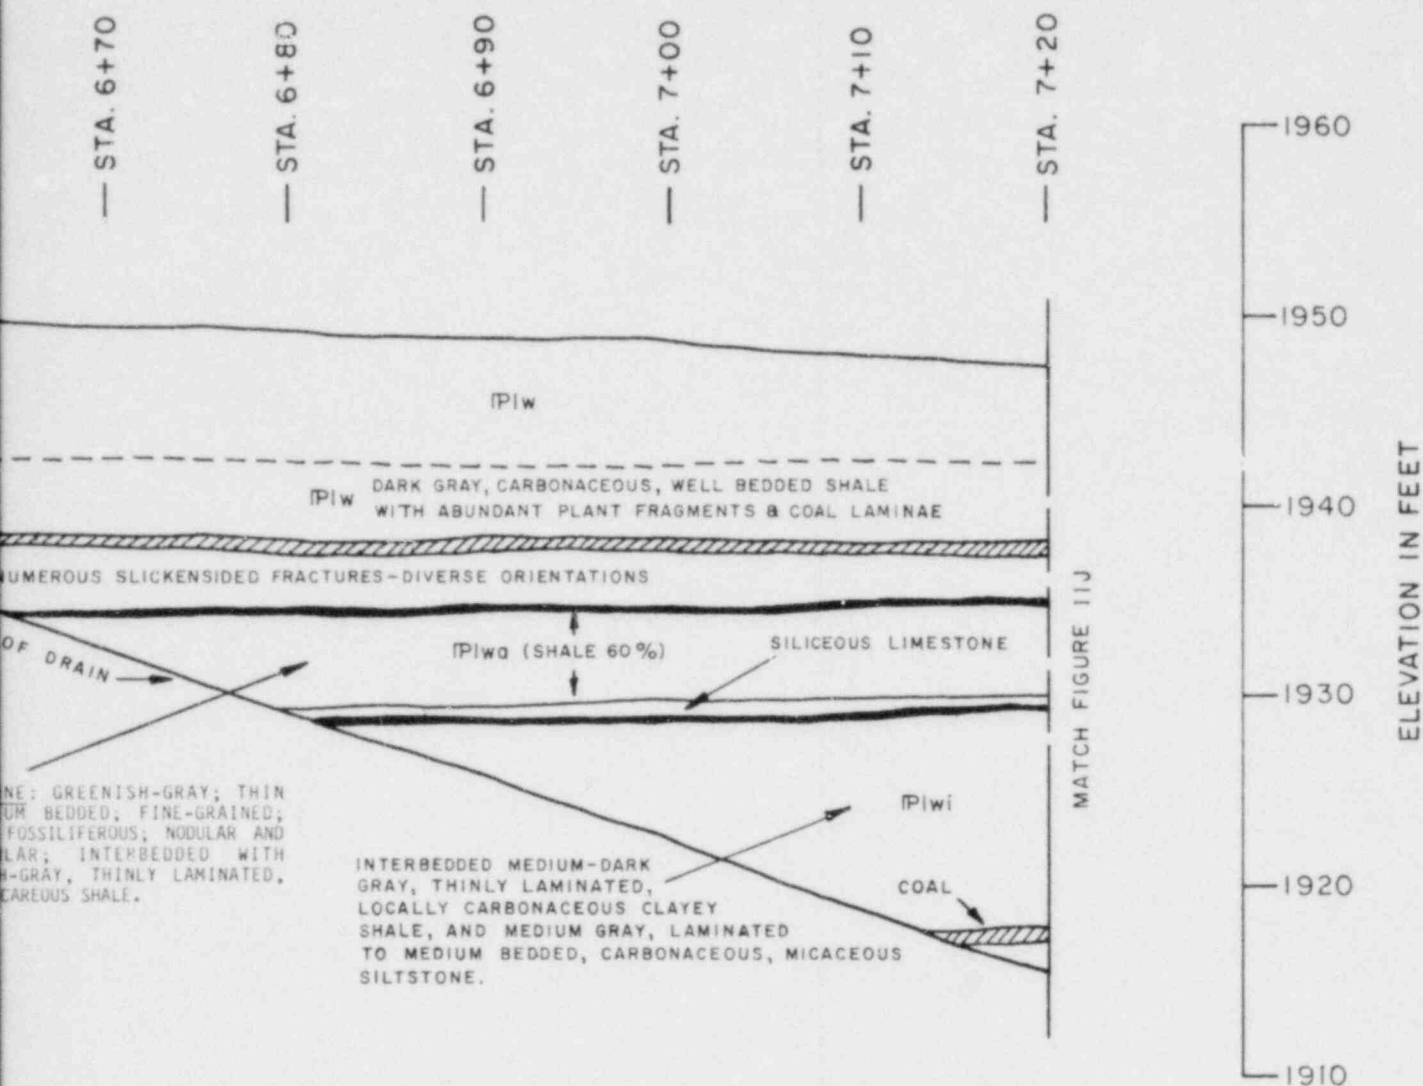 STA. 6+70
STA. 6+80
STA. 6+90
STA. 7+00
STA. 7+10
STA. 7+20
1960
1950
1940
1930
1920
1910
ELEVATION IN FEET
MATCH FIGURE 11J
ℙlw
ℙlw
DARK GRAY, CARBONACEOUS, WELL BEDDED SHALE
WITH ABUNDANT PLANT FRAGMENTS & COAL LAMINAE
UMEROUS SLICKENSIDED FRACTURES-DIVERSE ORIENTATIONS
OF DRAIN
ℙlwa (SHALE 60%)
SILICEOUS LIMESTONE
NE: GREENISH-GRAY; THIN
UM BEDDED; FINE-GRAINED;
FOSSILIFEROUS; NODULAR AND
LAR; INTERBEDDED WITH
H-GRAY, THINLY LAMINATED,
CAREOUS SHALE.
ℙlwi
INTERBEDDED MEDIUM-DARK
GRAY, THINLY LAMINATED,
LOCALLY CARBONACEOUS CLAYEY
SHALE, AND MEDIUM GRAY, LAMINATED
TO MEDIUM BEDDED, CARBONACEOUS, MICACEOUS
SILTSTONE.
COAL